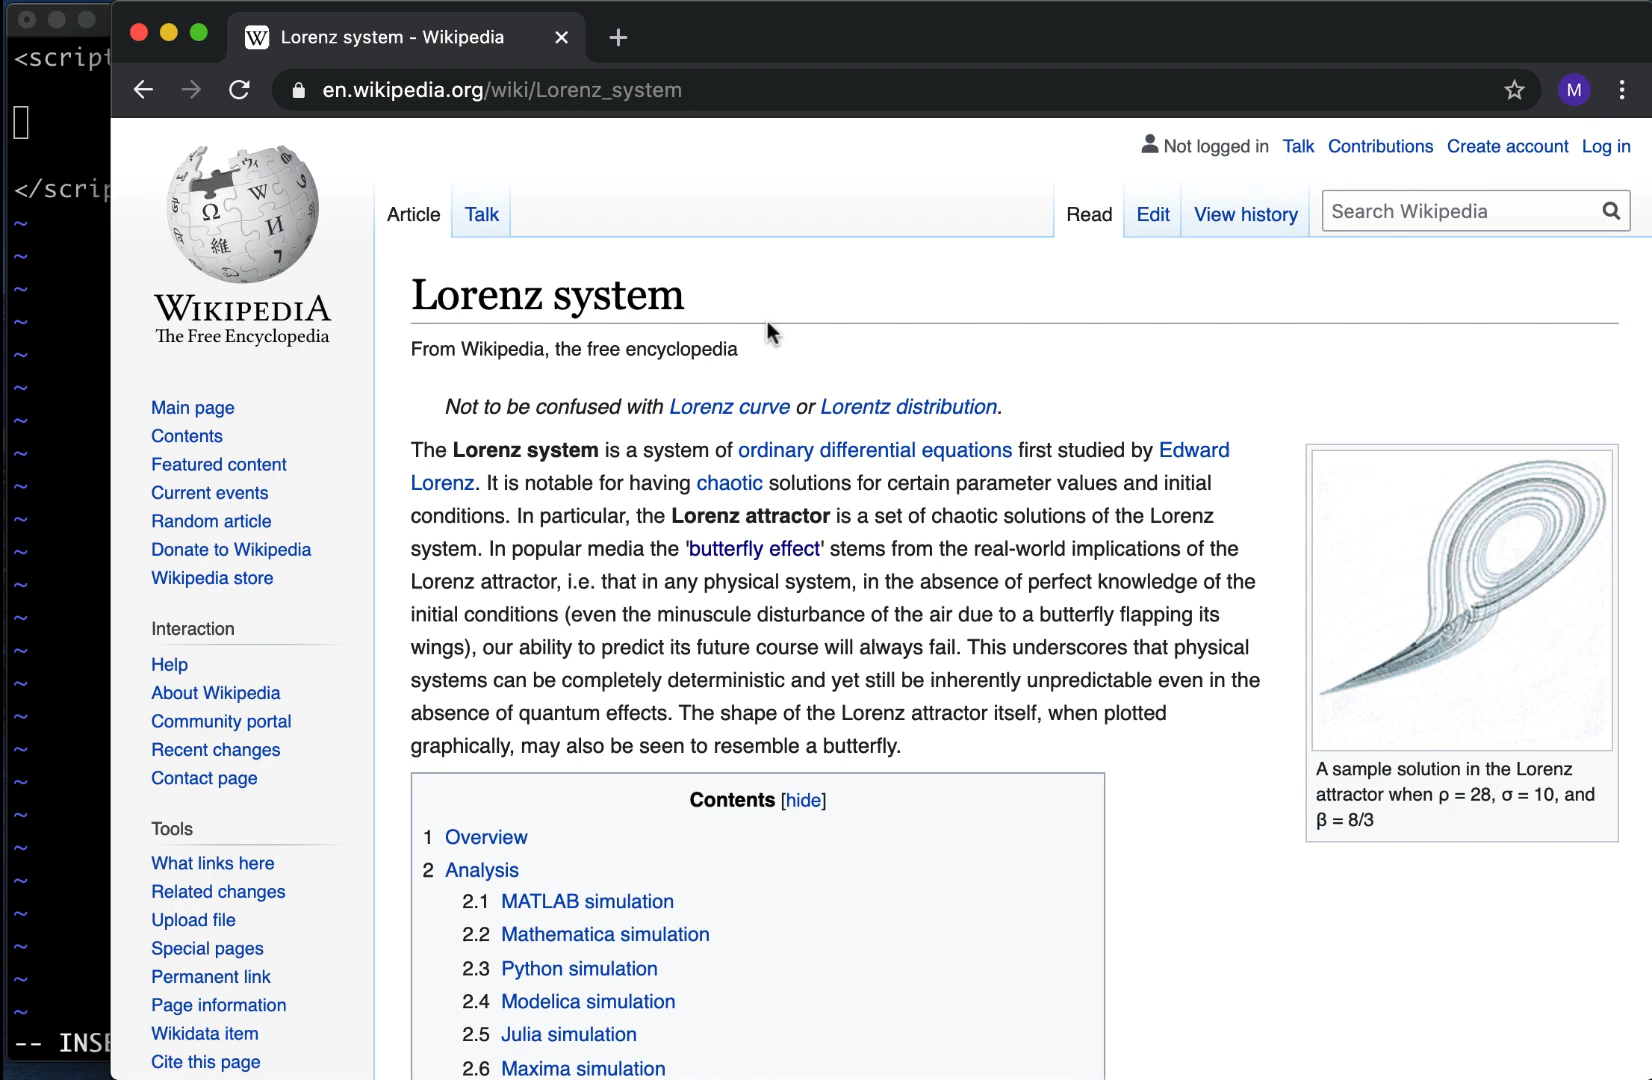 Lorenz system - Wikipedia
en.wikipedia.org/wiki/Lorenz_system
M
<script
</scrip
-- INSE
Ω
W
И
維
7
WIKIPEDIA
The Free Encyclopedia
Main page
Contents
Featured content
Current events
Random article
Donate to Wikipedia
Wikipedia store
Interaction
Help
About Wikipedia
Community portal
Recent changes
Contact page
Tools
What links here
Related changes
Upload file
Special pages
Permanent link
Page information
Wikidata item
Cite this page
Not logged in Talk Contributions Create account Log in
Article Talk Read Edit View history Search Wikipedia
Lorenz system
From Wikipedia, the free encyclopedia
Not to be confused with Lorenz curve or Lorentz distribution.
The Lorenz system is a system of ordinary differential equations first studied by Edward
Lorenz. It is notable for having chaotic solutions for certain parameter values and initial
conditions. In particular, the Lorenz attractor is a set of chaotic solutions of the Lorenz
system. In popular media the 'butterfly effect' stems from the real-world implications of the
Lorenz attractor, i.e. that in any physical system, in the absence of perfect knowledge of the
initial conditions (even the minuscule disturbance of the air due to a butterfly flapping its
wings), our ability to predict its future course will always fail. This underscores that physical
systems can be completely deterministic and yet still be inherently unpredictable even in the
absence of quantum effects. The shape of the Lorenz attractor itself, when plotted
graphically, may also be seen to resemble a butterfly.
A sample solution in the Lorenz
attractor when ρ = 28, σ = 10, and
β = 8/3
Contents [hide]
1 Overview
2 Analysis
2.1 MATLAB simulation
2.2 Mathematica simulation
2.3 Python simulation
2.4 Modelica simulation
2.5 Julia simulation
2.6 Maxima simulation